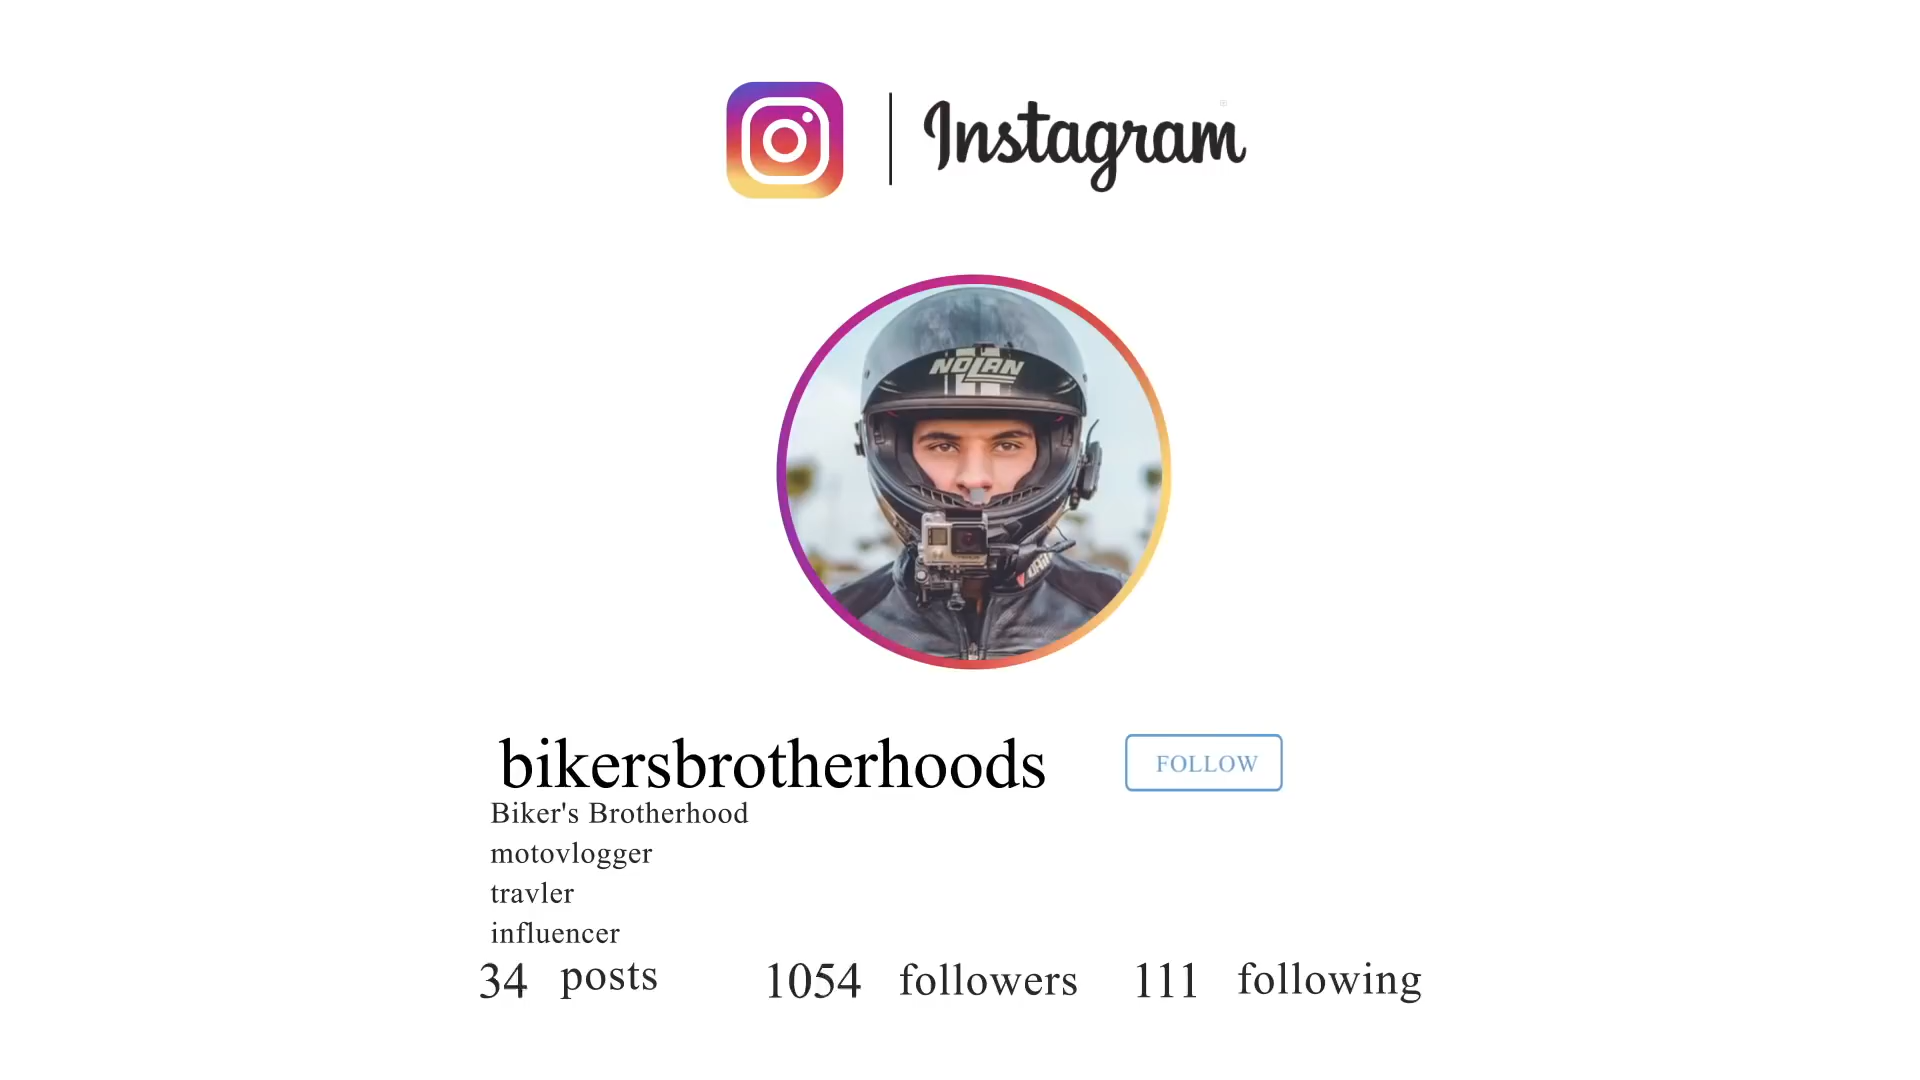 Instagram
NOLAN
bikersbrotherhoods
FOLLOW
Biker's Brotherhood
motovlogger
travler
influencer
34 posts 1054 followers 111 following